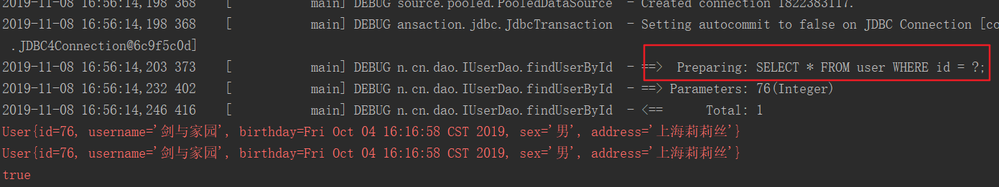 2019-11-08 16:56:14,198 368 [ main] DEBUG source.pooled.PooledDataSource - Created connection 1822383117.
2019-11-08 16:56:14,198 368 [ main] DEBUG ansaction.jdbc.JdbcTransaction - Setting autocommit to false on JDBC Connection [co
.JDBC4Connection@6c9f5c0d]
2019-11-08 16:56:14,203 373 [ main] DEBUG n.cn.dao.IUserDao.findUserById - ==> Preparing: SELECT * FROM user WHERE id = ?;
2019-11-08 16:56:14,232 402 [ main] DEBUG n.cn.dao.IUserDao.findUserById - ==> Parameters: 76(Integer)
2019-11-08 16:56:14,246 416 [ main] DEBUG n.cn.dao.IUserDao.findUserById - <== Total: 1
User{id=76, username='剑与家园', birthday=Fri Oct 04 16:16:58 CST 2019, sex='男', address='上海莉莉丝'}
User{id=76, username='剑与家园', birthday=Fri Oct 04 16:16:58 CST 2019, sex='男', address='上海莉莉丝'}
true